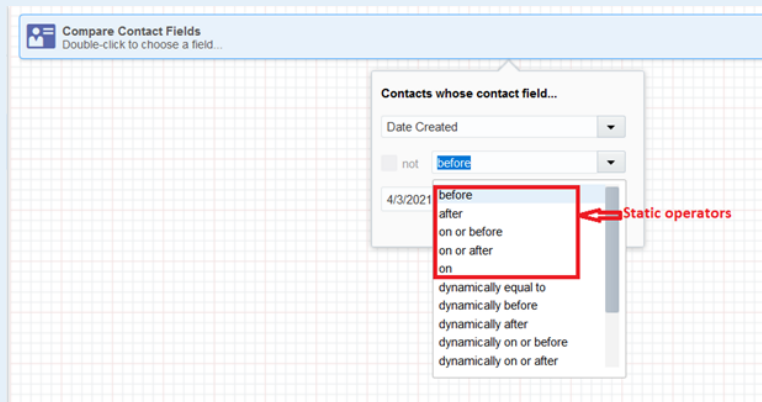 Compare Contact Fields
Double-click to choose a field...
Contacts whose contact field...
Date Created
not before
4/3/2021
before
after
on or before
on or after
on
Static operators
dynamically equal to
dynamically before
dynamically after
dynamically on or before
dynamically on or after